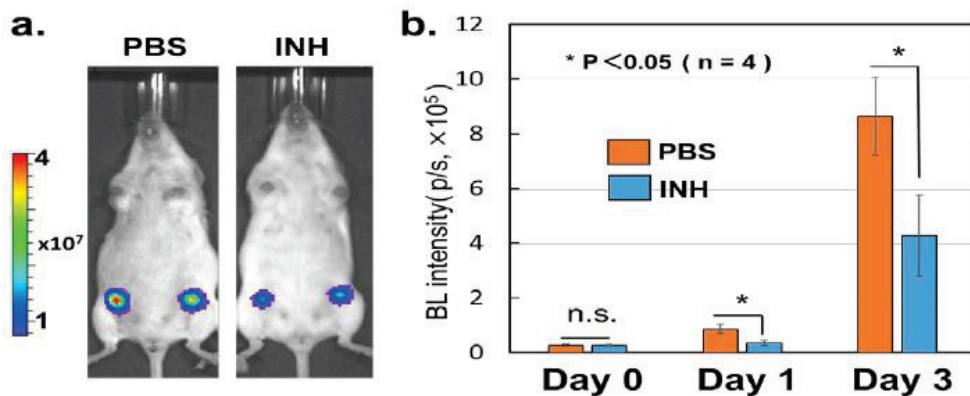 a.
PBS INH
4
x10⁷
1
b.
BL intensity( p/s, ×10⁵)
12
10
8
6
4
2
0
* P<0.05 ( n = 4 )
PBS
INH
n.s.
*
*
Day 0 Day 1 Day 3